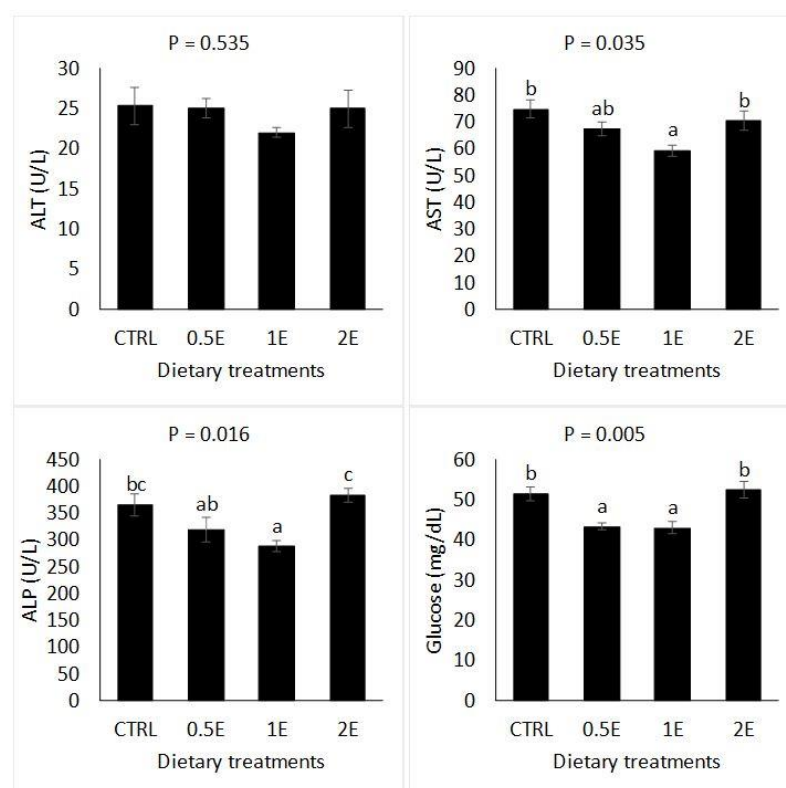 P = 0.535
30
25
20
15
10
5
0
ALT (U/L)
CTRL 0.5E 1E 2E
Dietary treatments
P = 0.035
90
80
70
60
50
40
30
20
10
0
AST (U/L)
b ab a b
CTRL 0.5E 1E 2E
Dietary treatments
P = 0.016
450
400
350
300
250
200
150
100
50
0
ALP (U/L)
bc ab a c
CTRL 0.5E 1E 2E
Dietary treatments
P = 0.005
60
50
40
30
20
10
0
Glucose (mg/dL)
b a a b
CTRL 0.5E 1E 2E
Dietary treatments